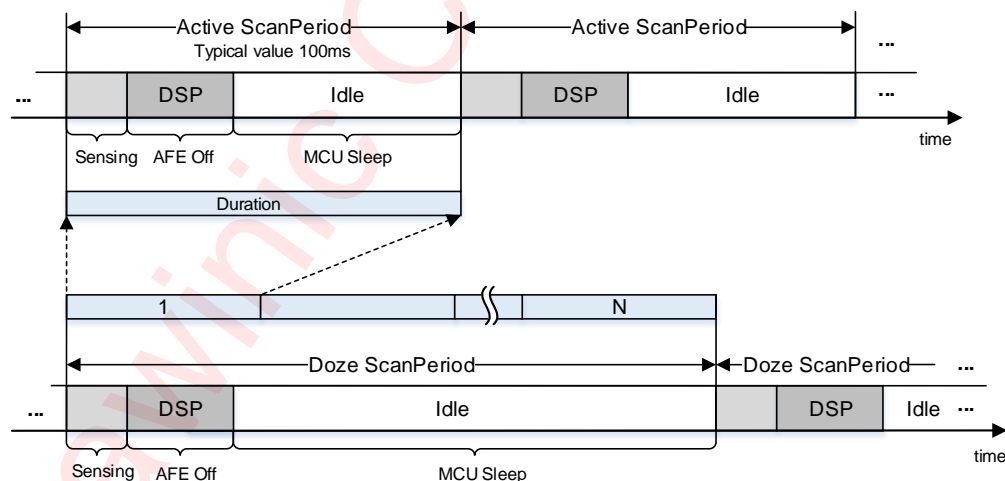 Active ScanPeriod Active ScanPeriod
Typical value 100ms
...
... DSP Idle DSP Idle ...
time
Sensing AFE Off MCU Sleep
Duration
1 N
Doze ScanPeriod Doze ScanPeriod ...
... DSP Idle DSP Idle ...
time
Sensing AFE Off MCU Sleep
awinic C